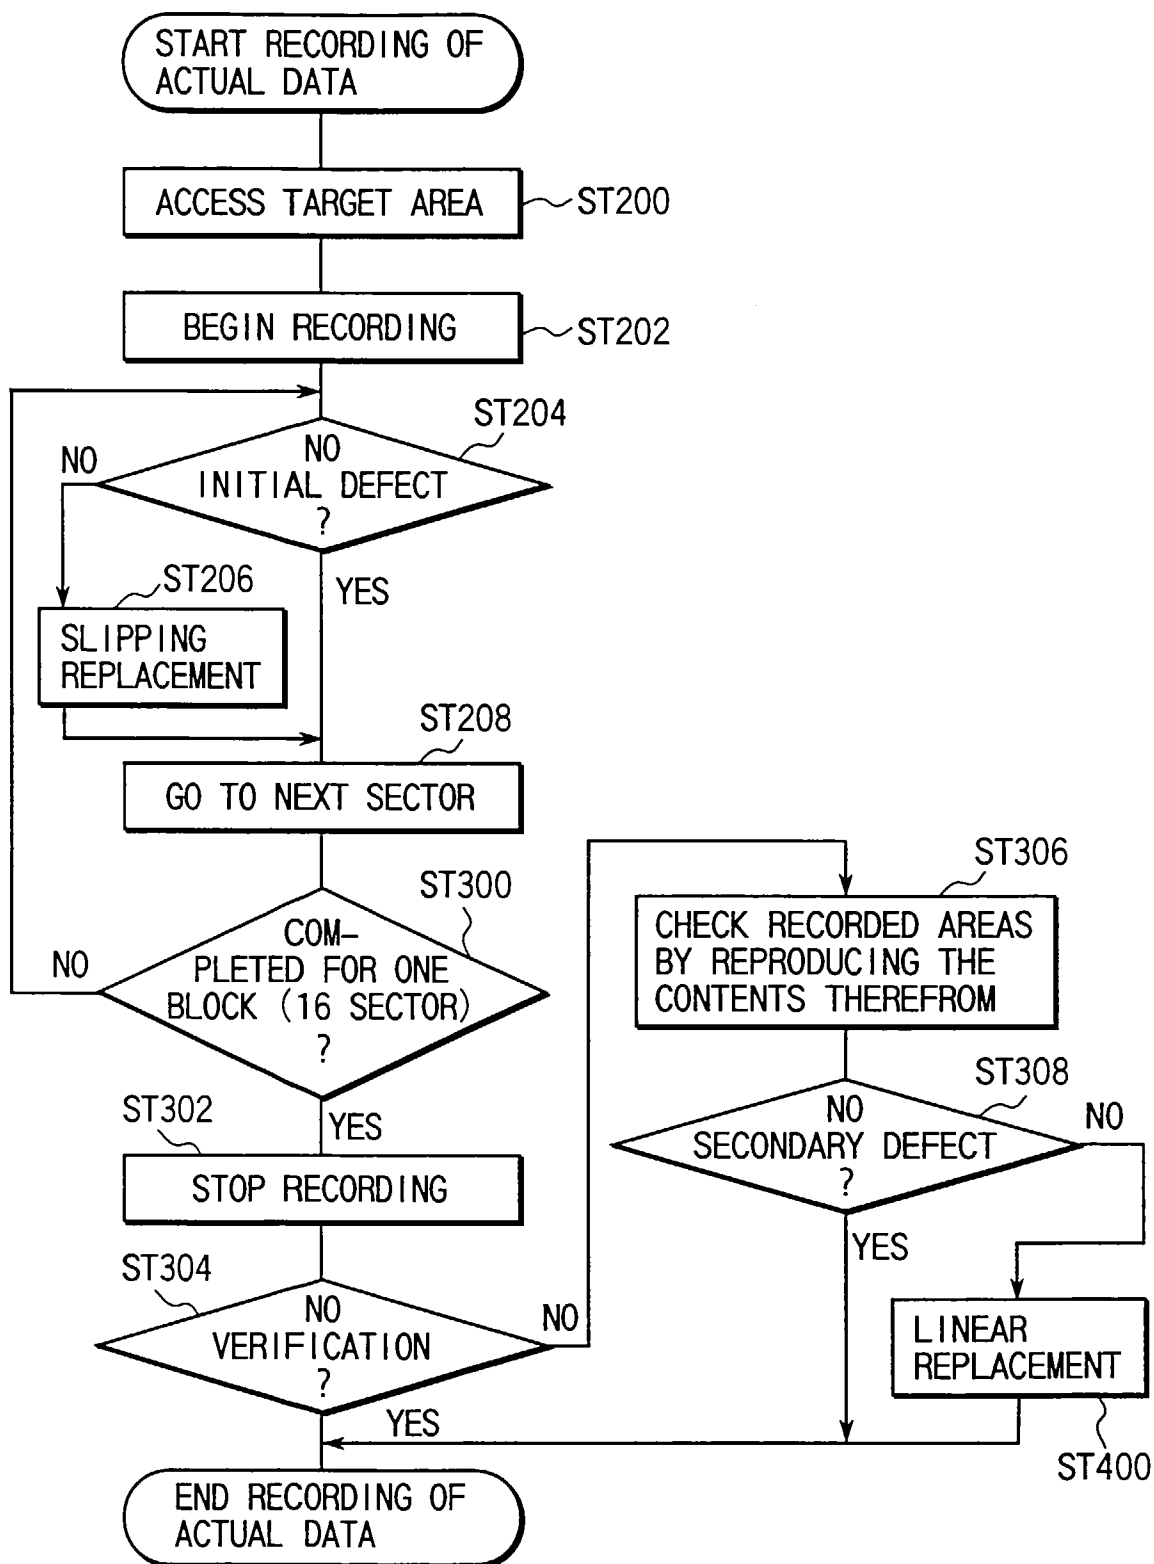 START RECORDING OF
ACTUAL DATA
ACCESS TARGET AREA
ST200
BEGIN RECORDING
ST202
ST204
NO
INITIAL DEFECT
?
NO
YES
ST206
SLIPPING
REPLACEMENT
ST208
GO TO NEXT SECTOR
ST300
COM-
PLETED FOR ONE
BLOCK (16 SECTOR)
?
NO
YES
ST302
STOP RECORDING
ST304
NO
VERIFICATION
?
NO
YES
ST306
CHECK RECORDED AREAS
BY REPRODUCING THE
CONTENTS THEREFROM
ST308
NO
SECONDARY DEFECT
?
NO
YES
LINEAR
REPLACEMENT
ST400
END RECORDING OF
ACTUAL DATA